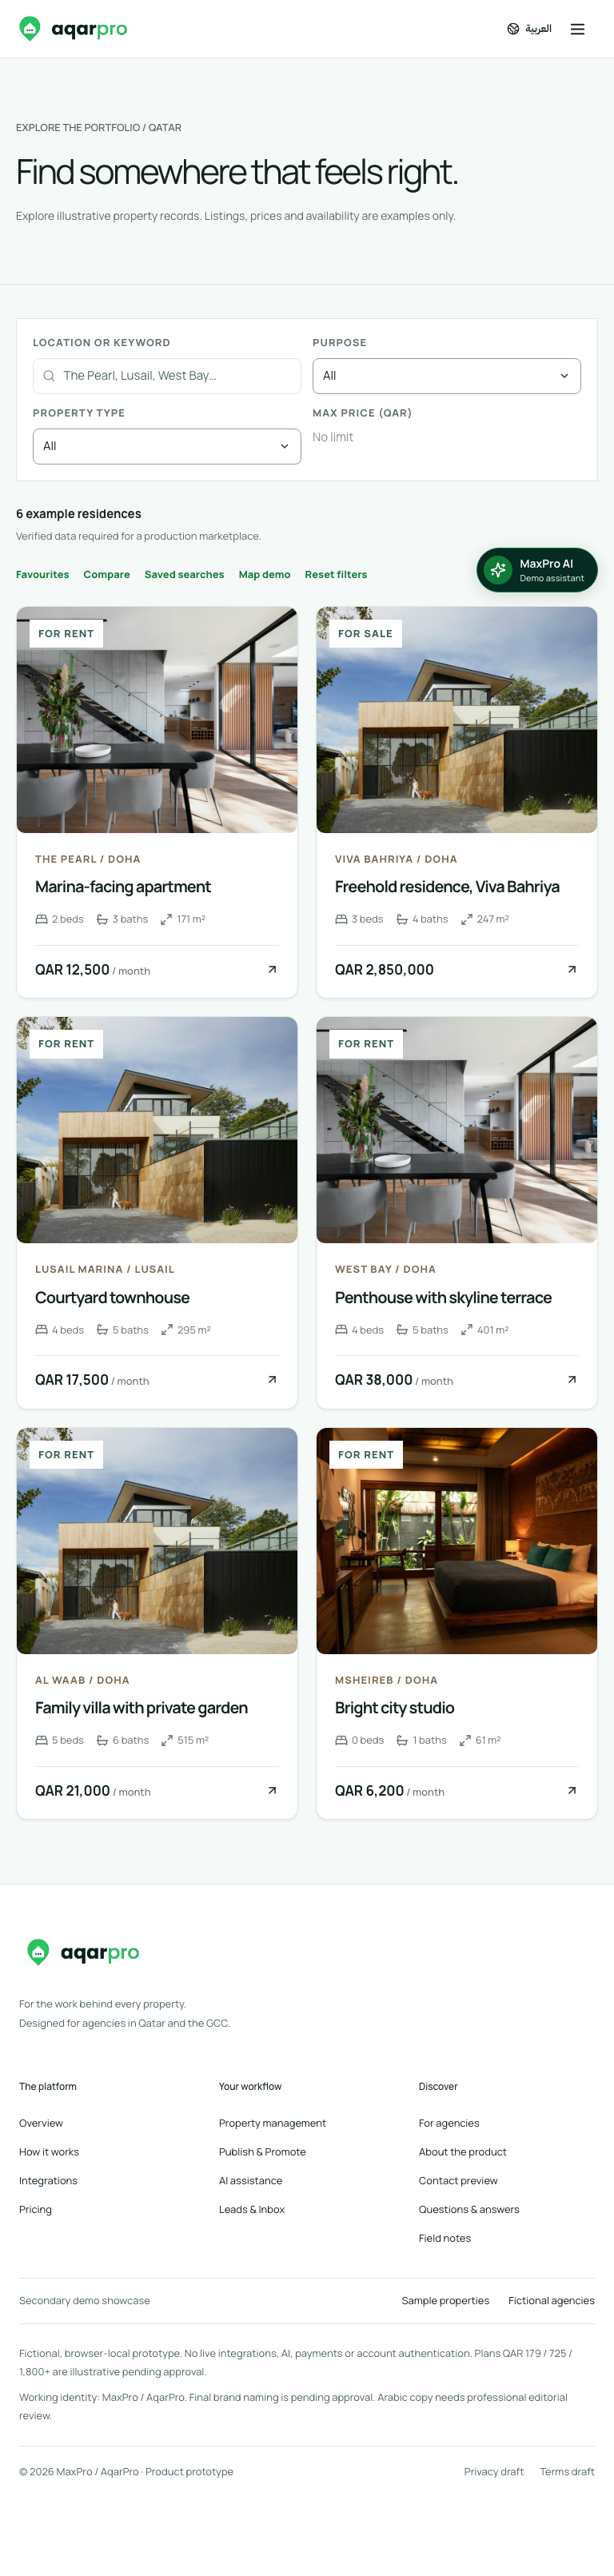 aqarpro
العربية
EXPLORE THE PORTFOLIO / QATAR
Find somewhere that feels right.
Explore illustrative property records. Listings, prices and availability are examples only.
LOCATION OR KEYWORD
The Pearl, Lusail, West Bay…
PURPOSE
All
PROPERTY TYPE
All
MAX PRICE (QAR)
No limit
6 example residences
Verified data required for a production marketplace.
Favourites Compare Saved searches Map demo Reset filters
MaxPro AI
Demo assistant
FOR RENT
THE PEARL / DOHA
Marina-facing apartment
2 beds 3 baths 171 m²
QAR 12,500 / month
FOR SALE
VIVA BAHRIYA / DOHA
Freehold residence, Viva Bahriya
3 beds 4 baths 247 m²
QAR 2,850,000
FOR RENT
LUSAIL MARINA / LUSAIL
Courtyard townhouse
4 beds 5 baths 295 m²
QAR 17,500 / month
FOR RENT
WEST BAY / DOHA
Penthouse with skyline terrace
4 beds 5 baths 401 m²
QAR 38,000 / month
FOR RENT
AL WAAB / DOHA
Family villa with private garden
5 beds 6 baths 515 m²
QAR 21,000 / month
FOR RENT
MSHEIREB / DOHA
Bright city studio
0 beds 1 baths 61 m²
QAR 6,200 / month
aqarpro
For the work behind every property.
Designed for agencies in Qatar and the GCC.
The platform
Overview
How it works
Integrations
Pricing
Your workflow
Property management
Publish & Promote
AI assistance
Leads & Inbox
Discover
For agencies
About the product
Contact preview
Questions & answers
Field notes
Secondary demo showcase
Sample properties Fictional agencies
Fictional, browser-local prototype. No live integrations, AI, payments or account authentication. Plans QAR 179 / 725 /
1,800+ are illustrative pending approval.
Working identity: MaxPro / AqarPro. Final brand naming is pending approval. Arabic copy needs professional editorial
review.
© 2026 MaxPro / AqarPro · Product prototype
Privacy draft Terms draft